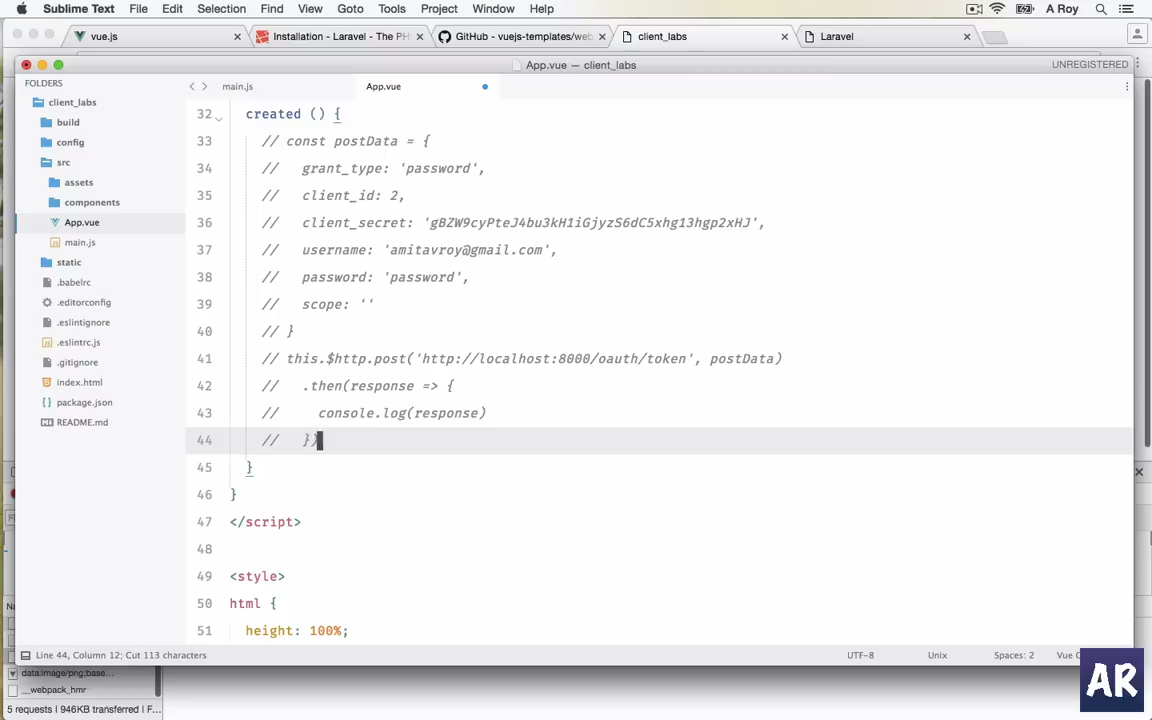 Sublime Text File Edit Selection Find View Goto Tools Project Window Help A Roy
vue.js Installation - Laravel - The PH GitHub - vuejs-templates/web client_labs Laravel
App.vue — client_labs UNREGISTERED
FOLDERS
client_labs
build
config
src
assets
components
App.vue
main.js
static
.babelrc
.editorconfig
.eslintignore
.eslintrc.js
.gitignore
index.html
package.json
README.md
main.js App.vue
32 created () {
33 // const postData = {
34 // grant_type: 'password',
35 // client_id: 2,
36 // client_secret: 'gBZW9cyPteJ4bu3kH1iGjyzS6dC5xhg13hgp2xHJ',
37 // username: 'amitavroy@gmail.com',
38 // password: 'password',
39 // scope: ''
40 // }
41 // this.$http.post('http://localhost:8000/oauth/token', postData)
42 // .then(response => {
43 // console.log(response)
44 // })
45 }
46 }
47 </script>
48
49 <style>
50 html {
51 height: 100%;
Line 44, Column 12; Cut 113 characters UTF-8 Unix Spaces: 2 Vue C
data:image/png;base...
__webpack_hmr
5 requests | 946KB transferred | F...
AR